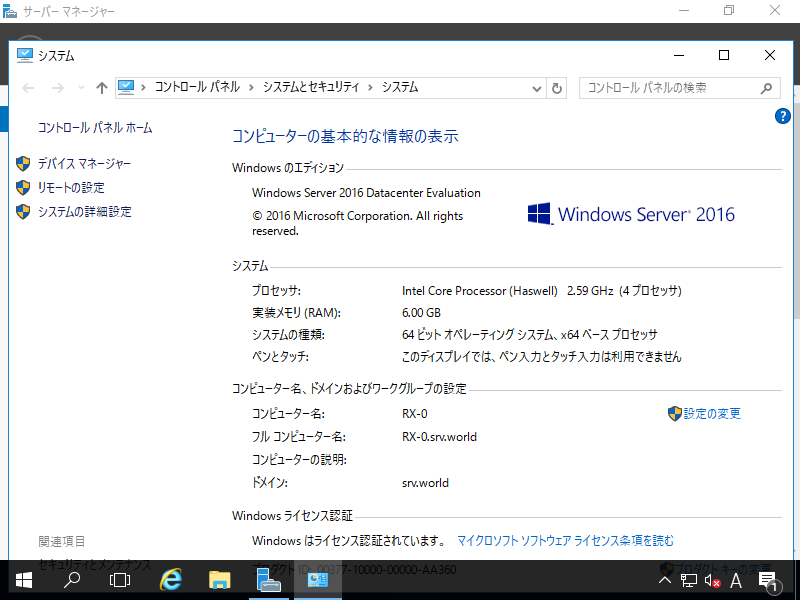 サーバー マネージャー
システム
コントロール パネル › システムとセキュリティ › システム
コントロール パネルの検索
コントロール パネル ホーム
デバイス マネージャー
リモートの設定
システムの詳細設定
コンピューターの基本的な情報の表示
Windows のエディション
Windows Server 2016 Datacenter Evaluation
© 2016 Microsoft Corporation. All rights
reserved.
Windows Server® 2016
システム
プロセッサ: Intel Core Processor (Haswell) 2.59 GHz (4 プロセッサ)
実装メモリ (RAM): 6.00 GB
システムの種類: 64 ビット オペレーティング システム、x64 ベース プロセッサ
ペンとタッチ: このディスプレイでは、ペン入力とタッチ入力は利用できません
コンピューター名、ドメインおよびワークグループの設定
コンピューター名: RX-0 設定の変更
フル コンピューター名: RX-0.srv.world
コンピューターの説明:
ドメイン: srv.world
Windows ライセンス認証
Windows はライセンス認証されています。 マイクロソフト ソフトウェア ライセンス条項を読む
プロダクト ID: 00377-10000-00000-AA360 プロダクト キーの変更
関連項目
セキュリティとメンテナンス
A
1